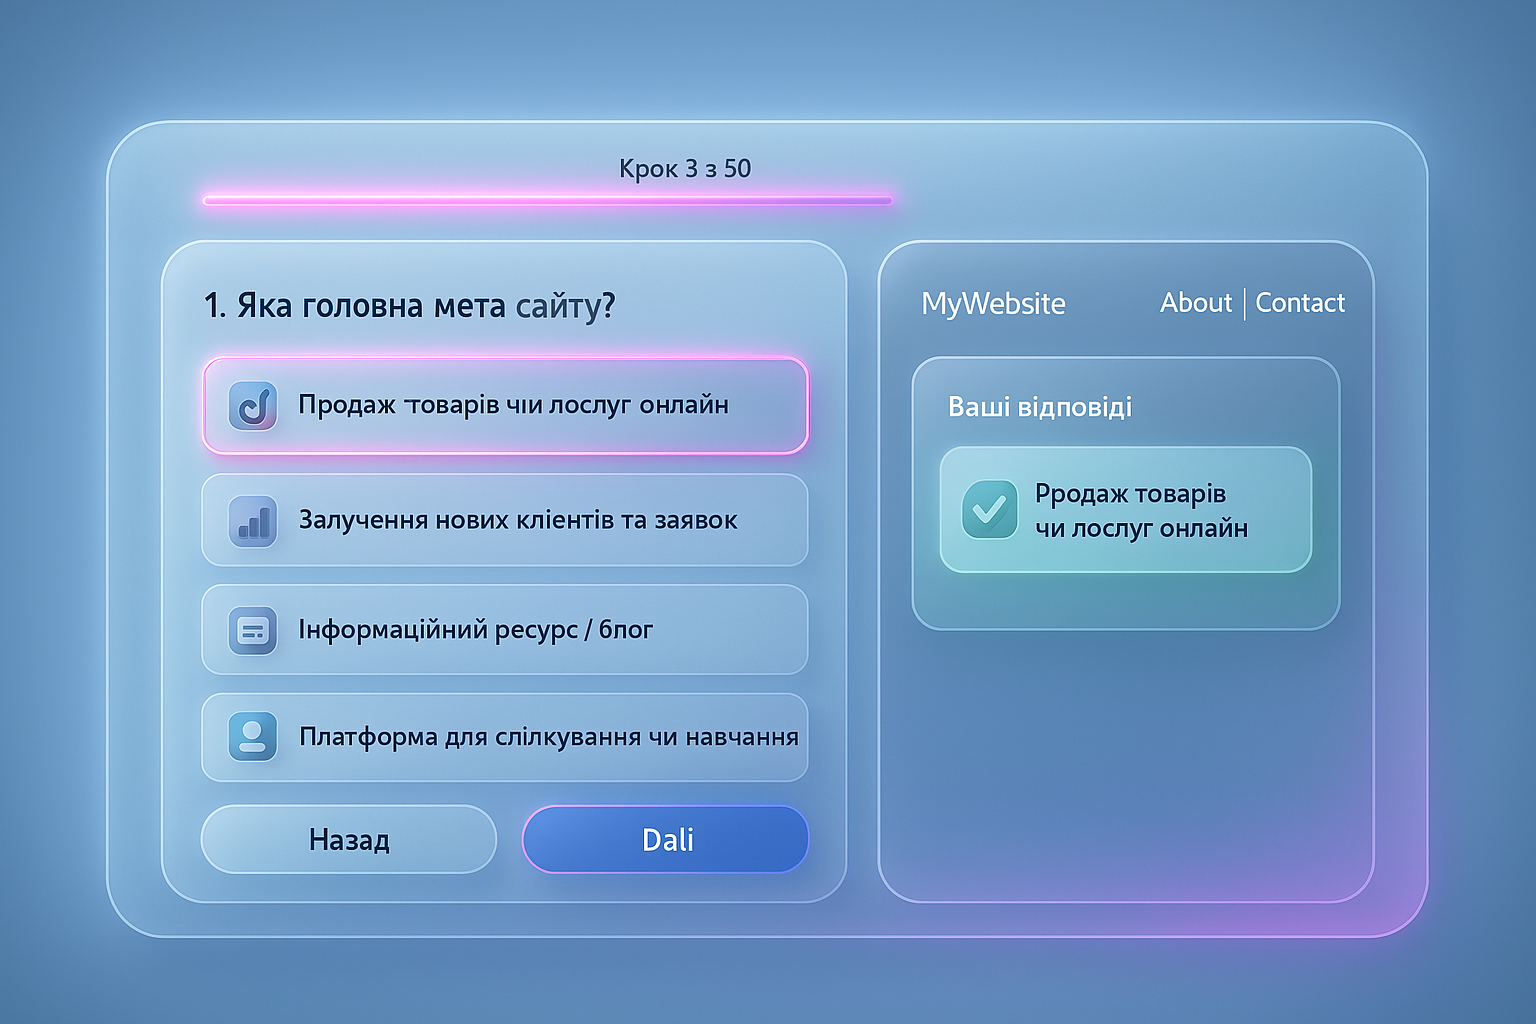 Крок 3 з 50
1. Яка головна мета сайту?
Продаж товарів чи лослуг онлайн
Залучення нових кліентів та заявок
Інформаційний ресурс / блог
Платформа для слілкування чи навчання
Назад
Dali
MyWebsite
About | Contact
Ваші відповіді
Рродаж товарів
чи лослуг онлайн